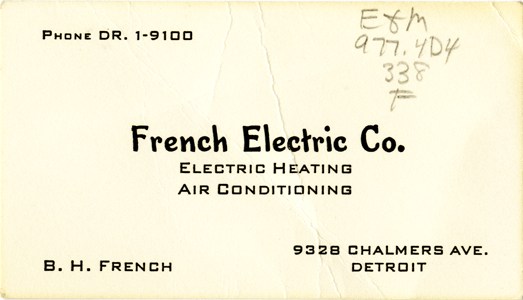 PHONE DR. 1-9100
E&M
977.4D4
338
F
French Electric Co.
ELECTRIC HEATING
AIR CONDITIONING
B. H. FRENCH
9328 CHALMERS AVE.
DETROIT